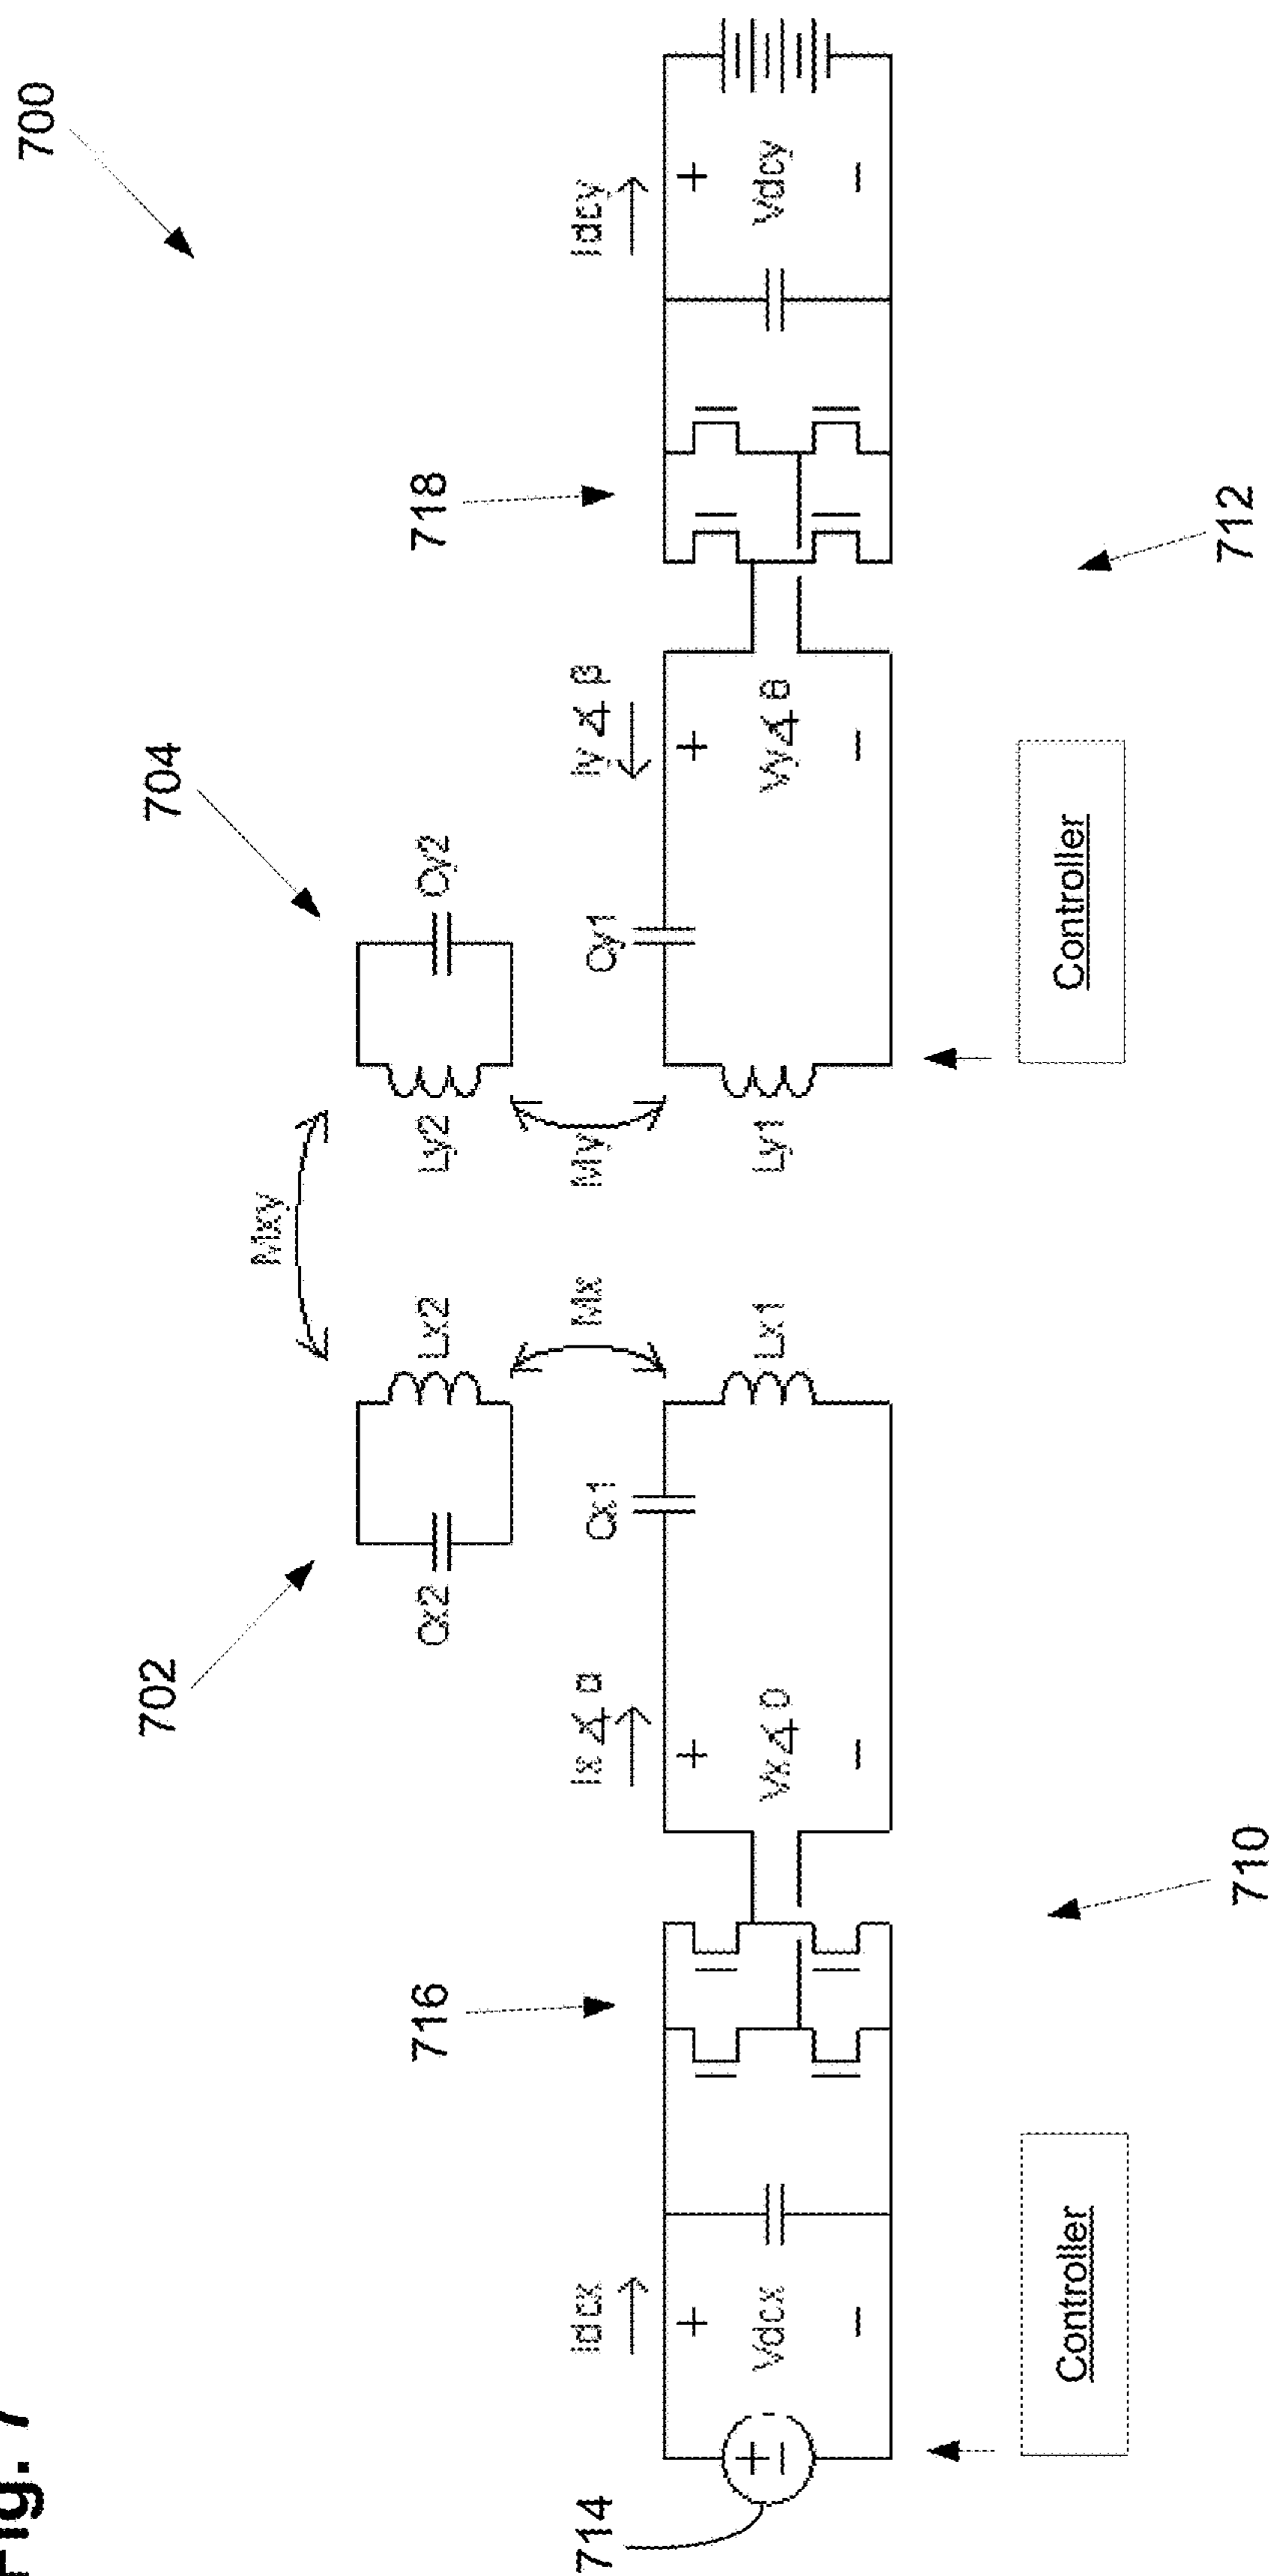 Fig. 7
700
702
704
Mxy
Cx2
Lx2
Ly2
Cy2
Mx
My
714
Idcx
716
Ix∡α
Cx1
Cy1
Iy∡β
718
Idcy
+
Vdcx
−
+
Vx∡0
−
Lx1
Ly1
+
Vy∡θ
−
+
Vdcy
−
Controller
710
Controller
712